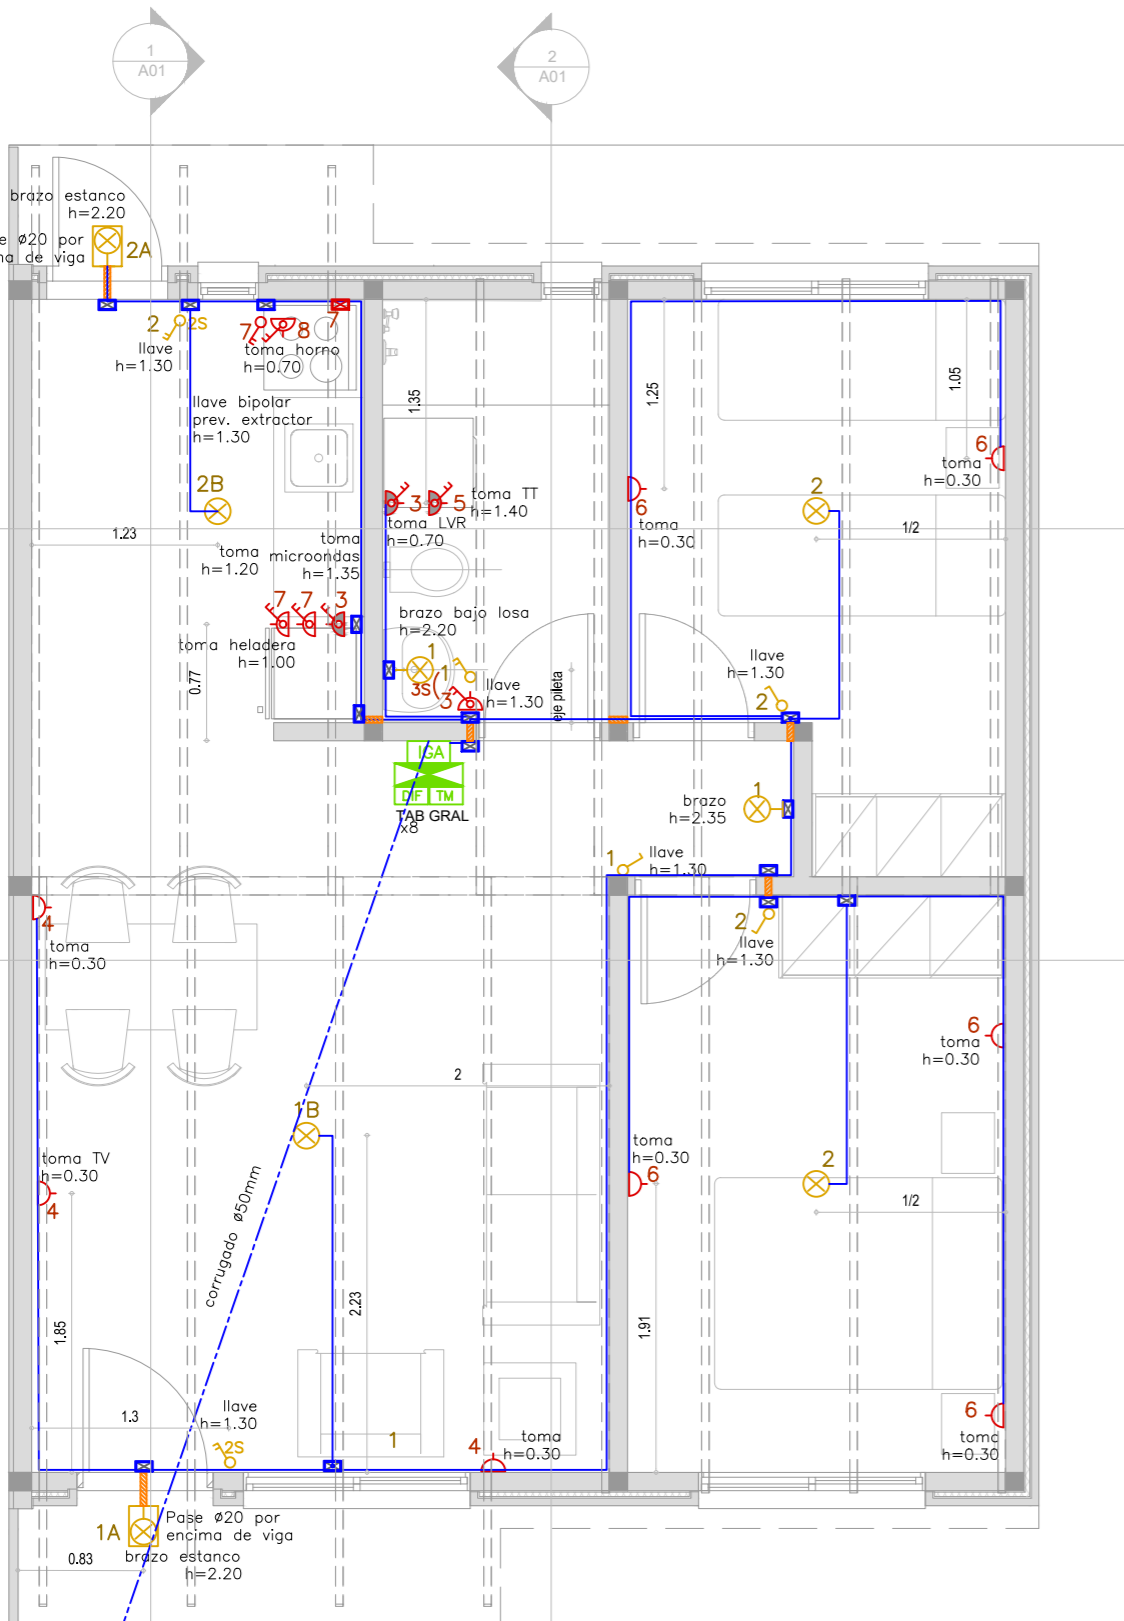 1
A01
2
A01
brazo estanco
h=2.20
e ø20 por
na de viga
2A
2
2S
llave
h=1.30
7
8
7
toma horno
h=0.70
llave bipolar
prev. extractor
h=1.30
2B
1.23
toma
h=1.20
toma
microondas
h=1.35
7
7
3
toma heladera
h=1.00
0.77
1.35
3
5
toma TT
h=1.40
toma LVR
h=0.70
brazo bajo losa
h=2.20
1
1
3S
3
llave
h=1.30
eje pileta
1.25
1.05
6
toma
h=0.30
6
toma
h=0.30
2
1/2
llave
h=1.30
2
IGA
DIF
TM
TAB GRAL
x8
1
brazo
h=2.35
1
llave
h=1.30
2
llave
h=1.30
4
toma
h=0.30
6
toma
h=0.30
2
1B
toma
h=0.30
6
2
1/2
toma TV
h=0.30
4
corrugado ø50mm
2.23
1.85
1.91
1.3
llave
h=1.30
2S
1
4
toma
h=0.30
6
toma
h=0.30
1A
Pase ø20 por
encima de viga
brazo estanco
h=2.20
0.83